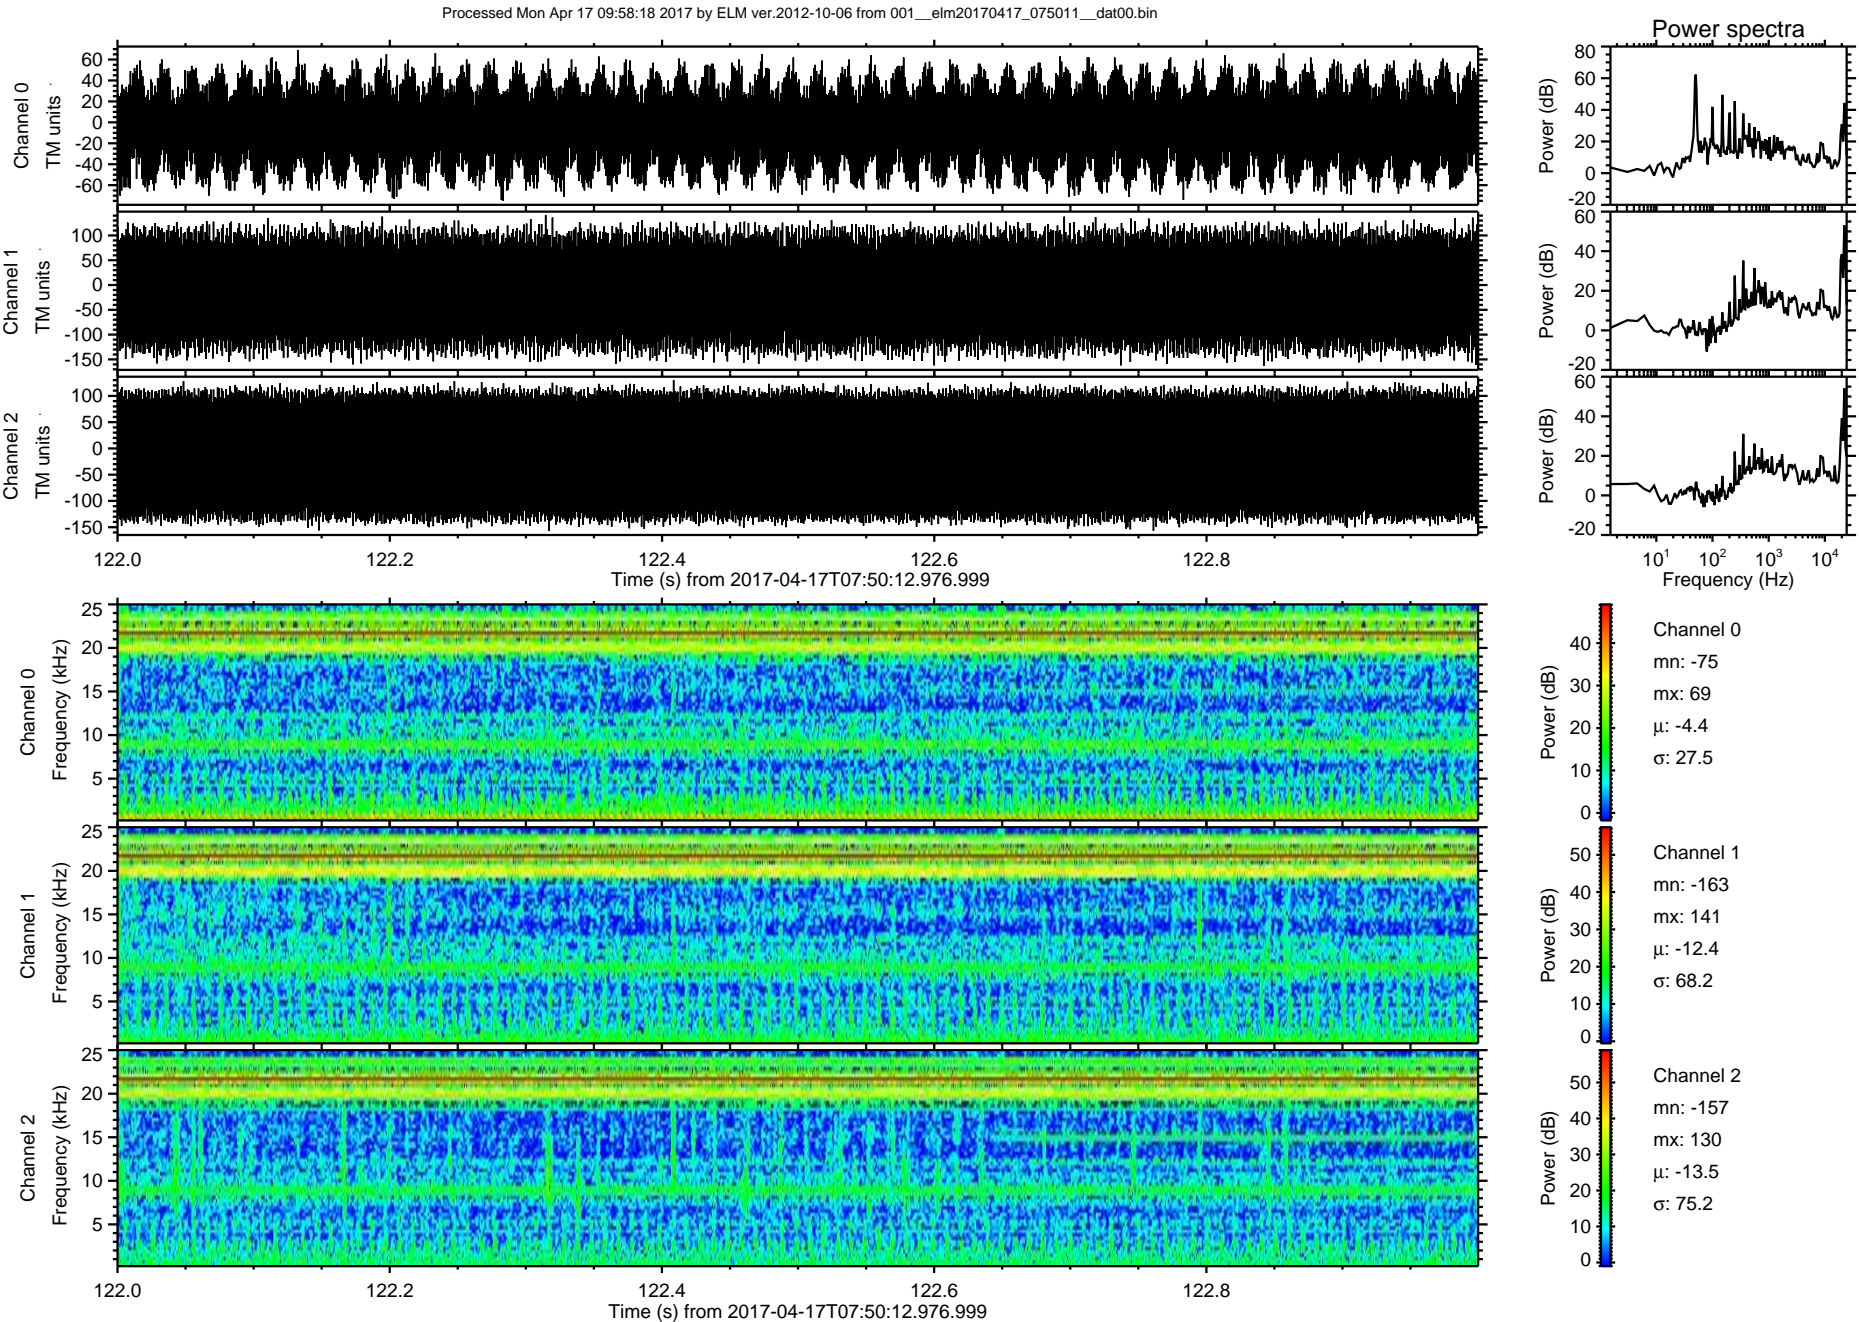 Processed Mon Apr 17 09:58:18 2017 by ELM ver.2012-10-06 from 001__elm20170417_075011__dat00.bin
Power spectra
Channel 0
TM units
60
40
20
0
-20
-40
-60
Power (dB)
80
60
40
20
0
-20
Channel 1
TM units
100
50
0
-50
-100
-150
Power (dB)
60
40
20
0
-20
Channel 2
TM units
100
50
0
-50
-100
-150
Power (dB)
60
40
20
0
-20
122.0 122.2 122.4 122.6 122.8
Time (s) from 2017-04-17T07:50:12.976.999
10^1 10^2 10^3 10^4
Frequency (Hz)
Channel 0
Frequency (kHz)
25
20
15
10
5
Power (dB)
40
30
20
10
0
Channel 0
mn: -75
mx: 69
μ: -4.4
σ: 27.5
Channel 1
Frequency (kHz)
25
20
15
10
5
Power (dB)
50
40
30
20
10
0
Channel 1
mn: -163
mx: 141
μ: -12.4
σ: 68.2
Channel 2
Frequency (kHz)
25
20
15
10
5
Power (dB)
50
40
30
20
10
0
Channel 2
mn: -157
mx: 130
μ: -13.5
σ: 75.2
122.0 122.2 122.4 122.6 122.8
Time (s) from 2017-04-17T07:50:12.976.999